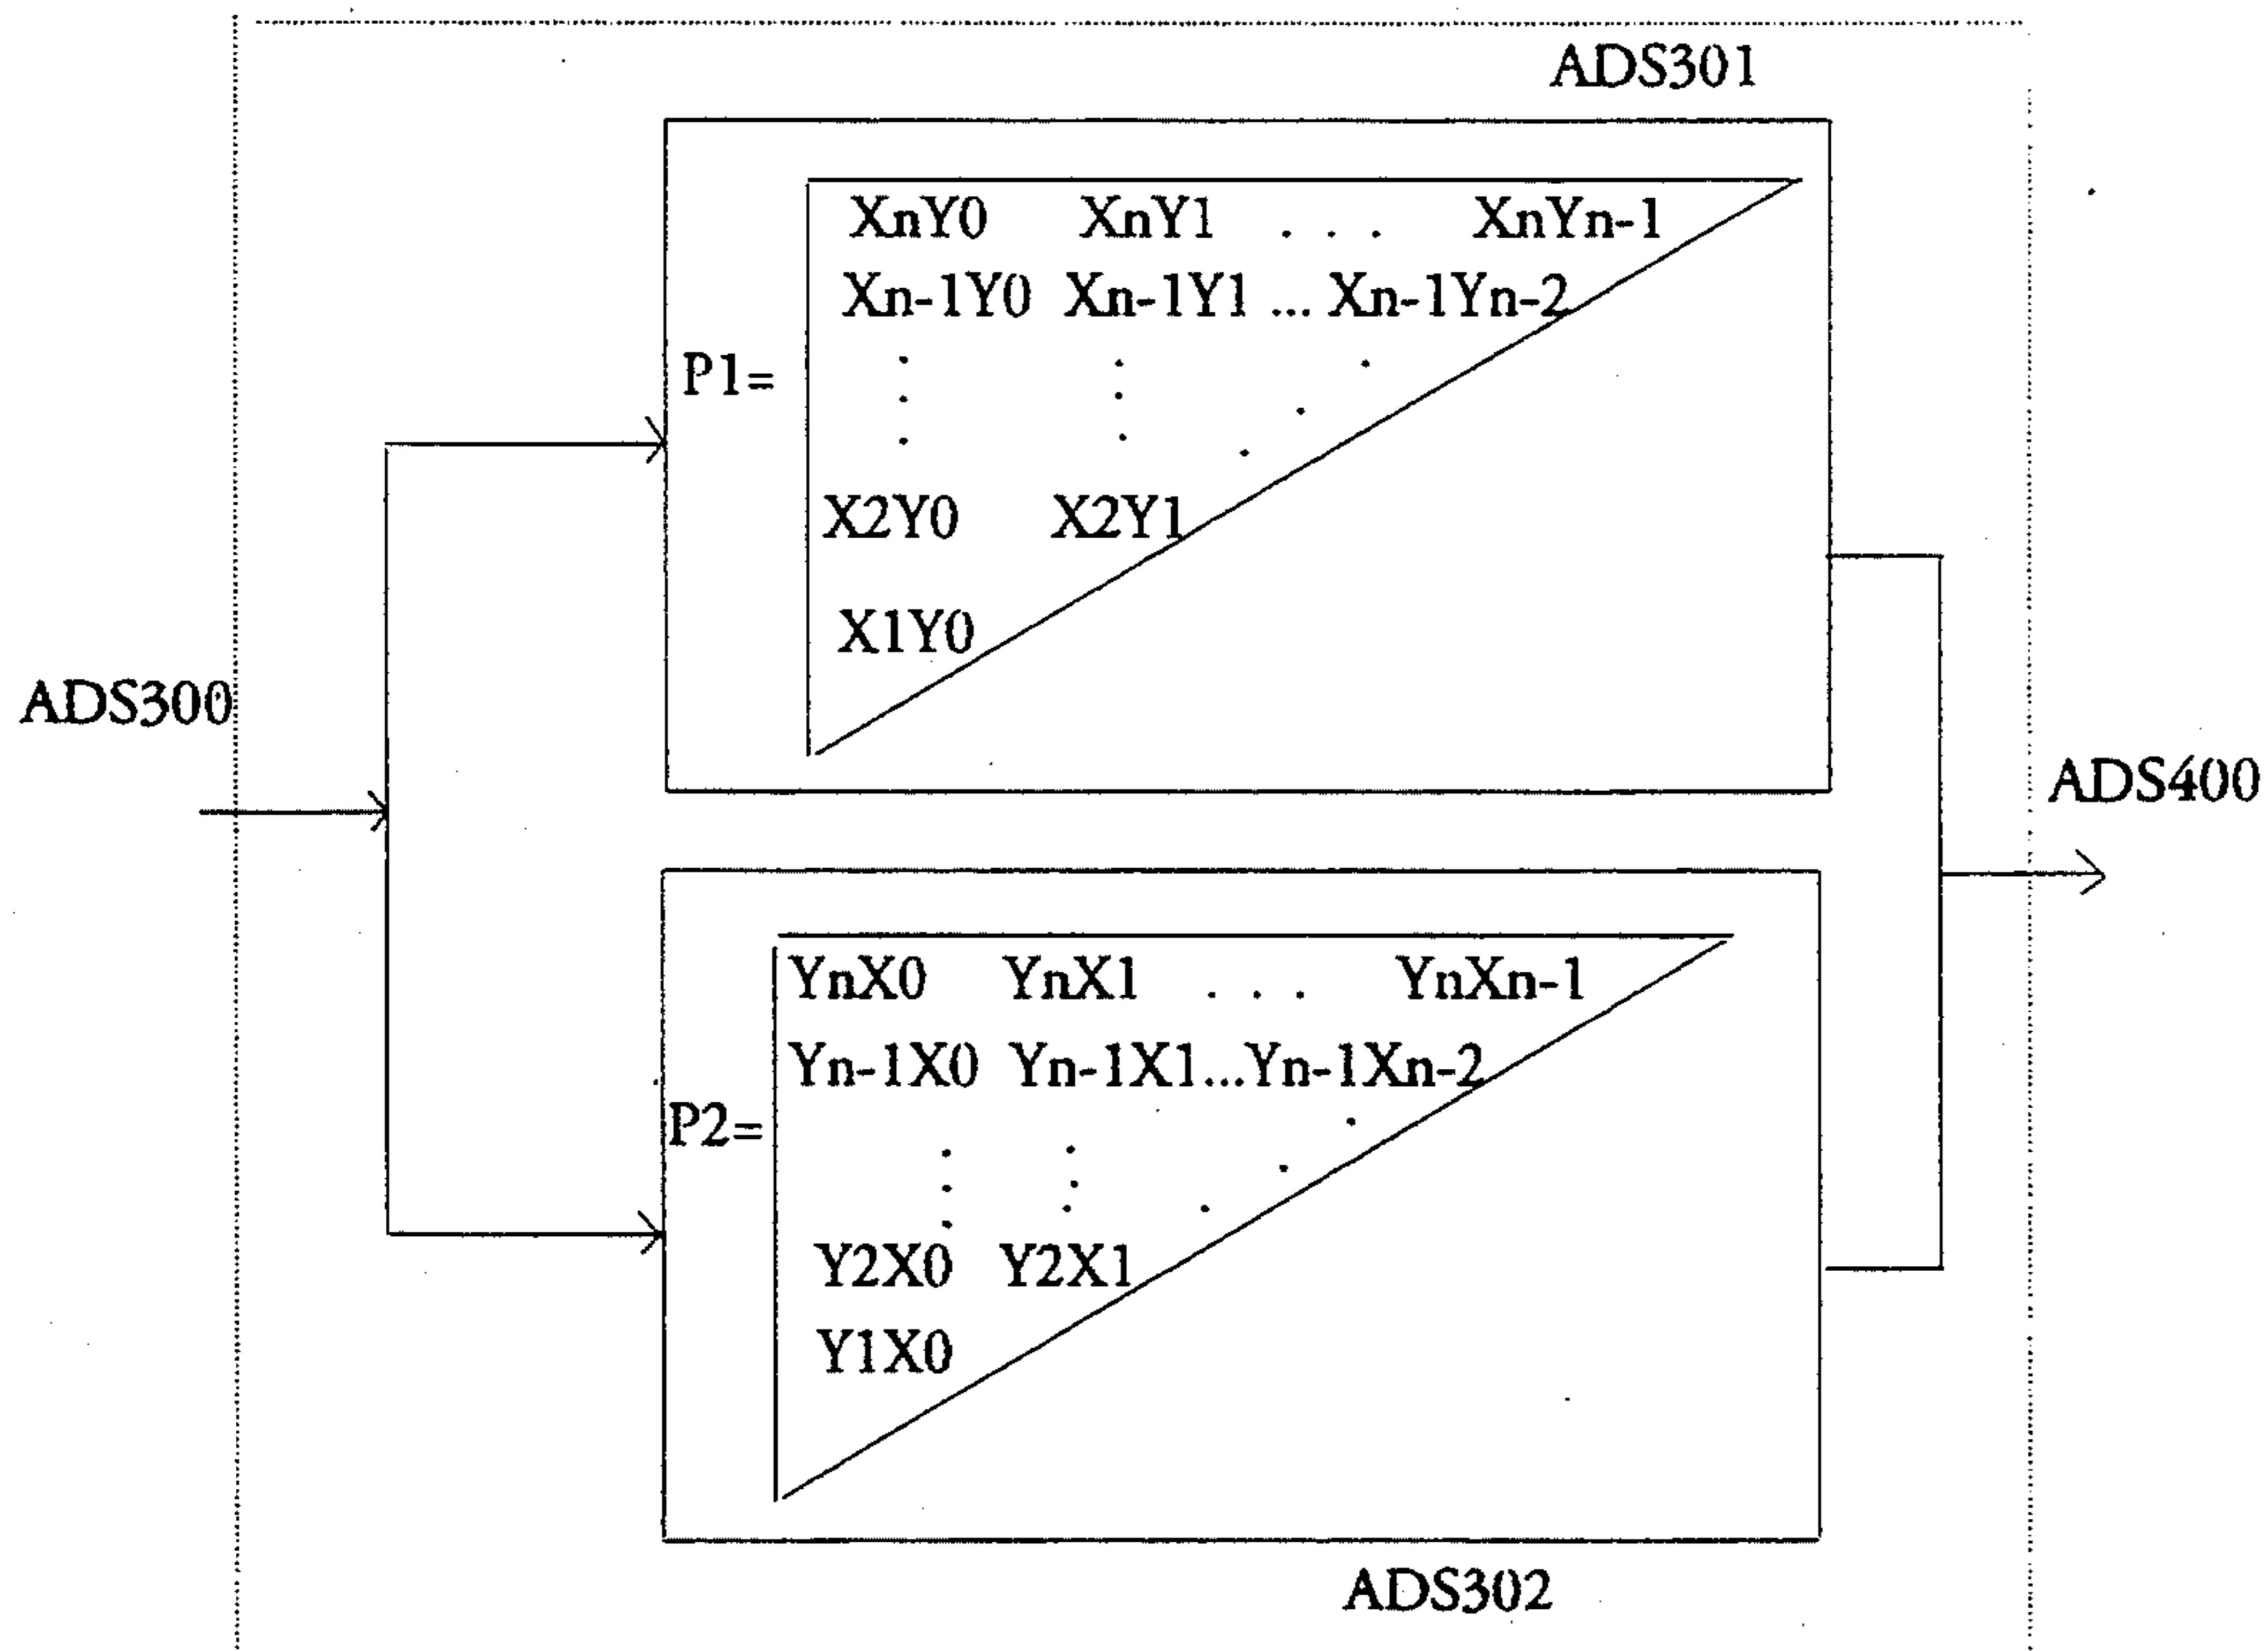 ADS301
XnY0 XnY1 . . . XnYn-1
Xn-1Y0 Xn-1Y1 ... Xn-1Yn-2
P1=
X2Y0 X2Y1
X1Y0
ADS300
ADS400
YnX0 YnX1 . . . YnXn-1
Yn-1X0 Yn-1X1...Yn-1Xn-2
P2=
Y2X0 Y2X1
Y1X0
ADS302